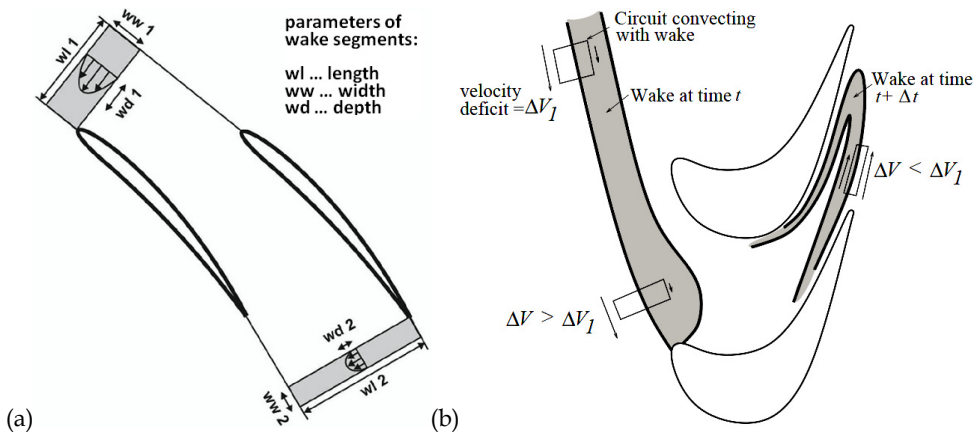 parameters of
wake segments:
wl ... length
ww ... width
wd ... depth
wl 1
ww 1
wd 1
wd 2
wl 2
ww 2
(a)
Circuit convecting
with wake
velocity
deficit =ΔV1
Wake at time t
Wake at time
t+ Δt
ΔV < ΔV1
ΔV > ΔV1
(b)